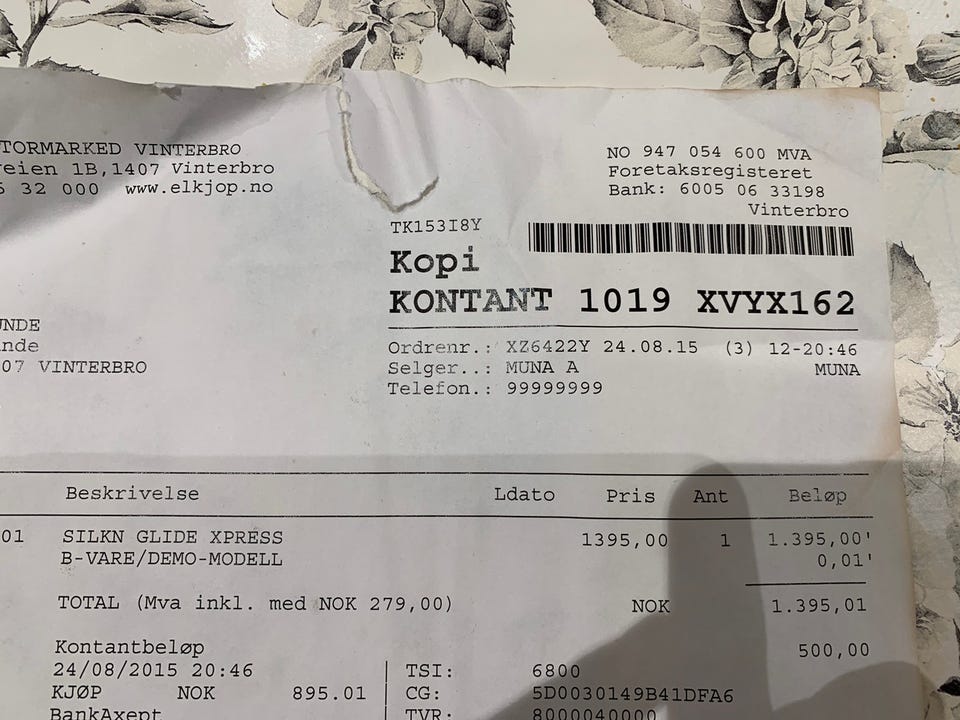 TORMARKED VINTERBRO
eien 1B,1407 Vinterbro
32 000 www.elkjop.no
NO 947 054 600 MVA
Foretaksregisteret
Bank: 6005 06 33198
Vinterbro
TK153I8Y
Kopi
KONTANT 1019 XVYX162
Ordrenr.: XZ6422Y 24.08.15 (3) 12-20:46
Selger..: MUNA A MUNA
Telefon.: 99999999
UNDE
nde
07 VINTERBRO
Beskrivelse Ldato Pris Ant Beløp
01 SILKN GLIDE XPRESS 1395,00 1 1.395,00'
B-VARE/DEMO-MODELL 0,01'
TOTAL (Mva inkl. med NOK 279,00) NOK 1.395,01
Kontantbeløp 500,00
24/08/2015 20:46 | TSI: 6800
KJØP NOK 895.01 | CG: 5D0030149B41DFA6
BankAxept | TVR: 8000040000